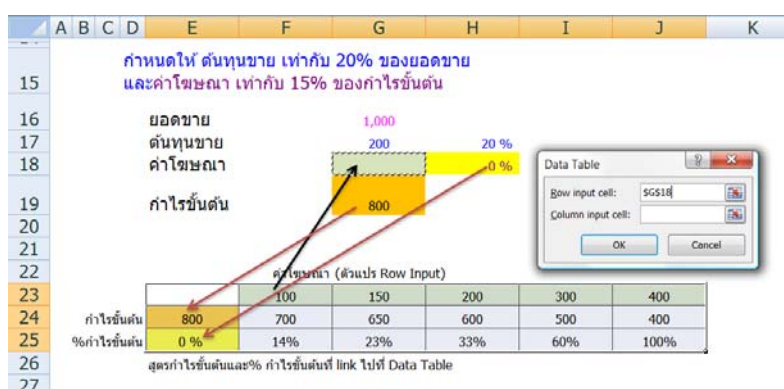 A B C D E F G H I J K
กำหนดให้ ต้นทุนขาย เท่ากับ 20% ของยอดขาย
15 และค่าโฆษณา เท่ากับ 15% ของกำไรขั้นต้น
16 ยอดขาย 1,000
17 ต้นทุนขาย 200 20 %
18 ค่าโฆษณา 0 %
19 กำไรขั้นต้น 800
20
21
22 ค่าโฆษณา (ตัวแปร Row Input)
23 100 150 200 300 400
24 กำไรขั้นต้น 800 700 650 600 500 400
25 %กำไรขั้นต้น 0 % 14% 23% 33% 60% 100%
26 สูตรกำไรขั้นต้นและ% กำไรขั้นต้นที่ link ไปที่ Data Table
27
Data Table
Row input cell: $G$18
Column input cell:
OK Cancel